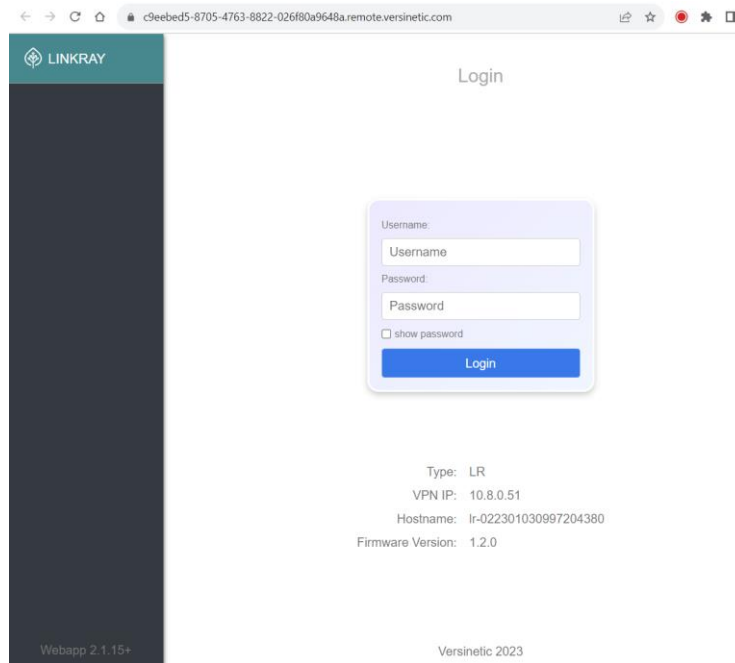 c9eebed5-8705-4763-8822-026f80a9648a.remote.versinetic.com
LINKRAY
Login
Username:
Username
Password:
Password
show password
Login
Type: LR
VPN IP: 10.8.0.51
Hostname: lr-022301030997204380
Firmware Version: 1.2.0
Webapp 2.1.15+
Versinetic 2023